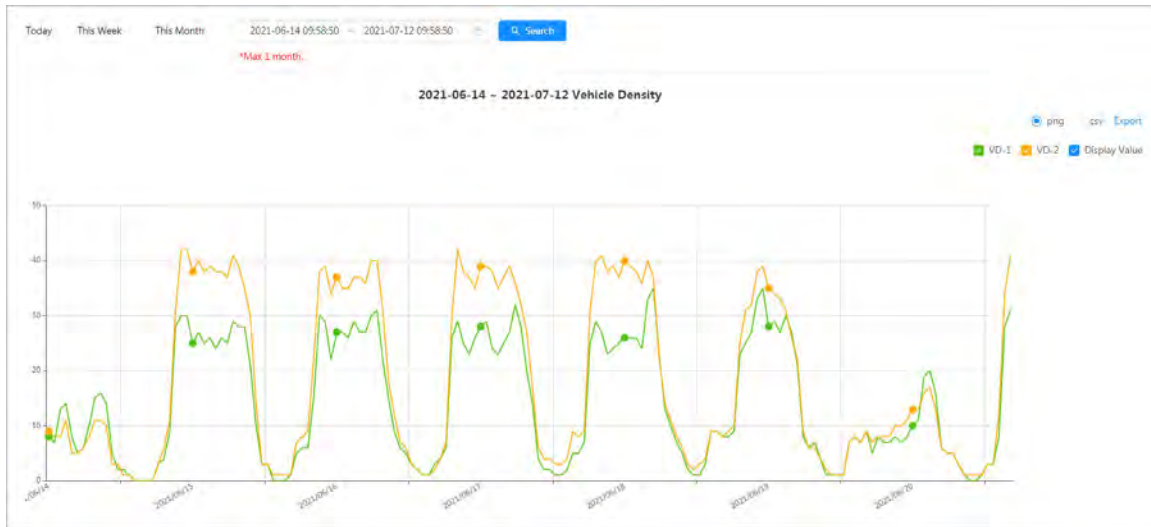 Today This Week This Month 2021-06-14 09:58:50 ~ 2021-07-12 09:58:50 Search
*Max 1 month.
2021-06-14 ~ 2021-07-12 Vehicle Density
png csv Export
VD-1 VD-2 Display Value
50
40
30
20
10
0
/06/14 2021/06/15 2021/06/16 2021/06/17 2021/06/18 2021/06/19 2021/06/20